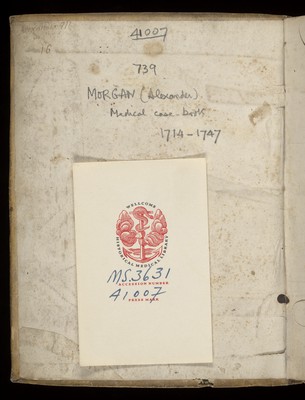 41007
16
739
MORGAN (Alexander).
Medical case-book
1714-1747
WELLCOME
HISTORICAL MEDICAL LIBRARY
MS.3631
ACCESSION NUMBER
41007
PRESS MARK